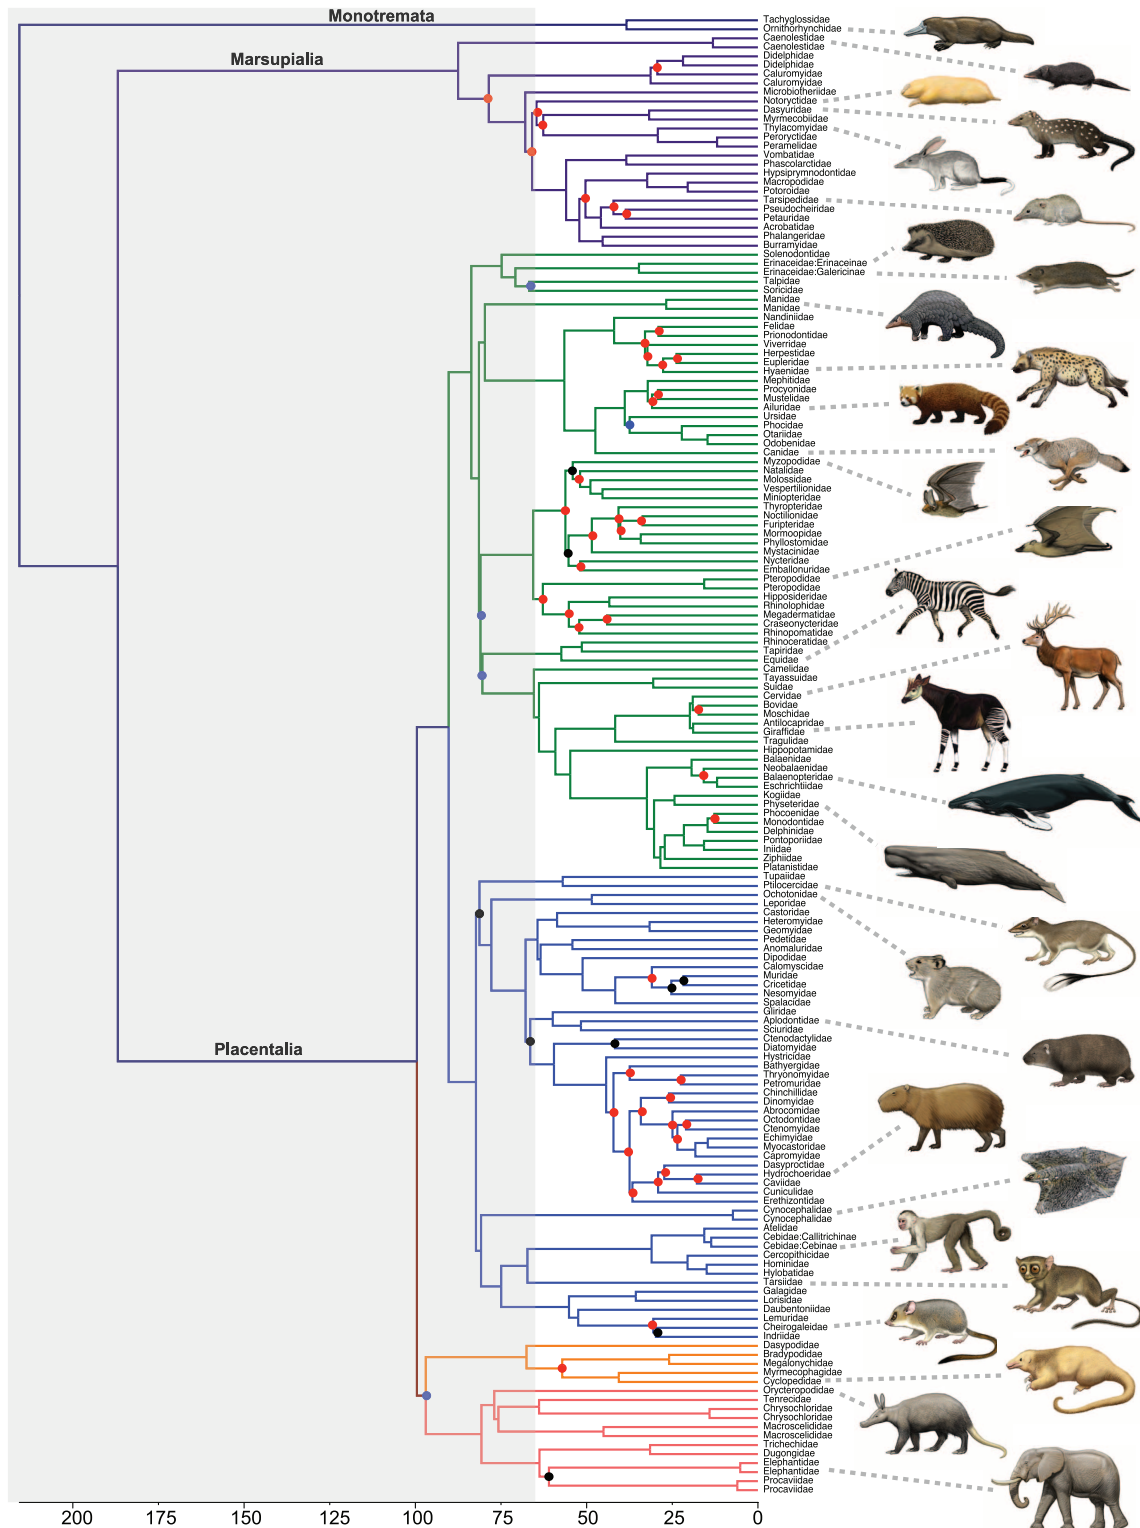 Monotremata
Marsupialia
Placentalia
Tachyglossidae
Ornithorhynchidae
Caenolestidae
Caenolestidae
Didelphidae
Didelphidae
Caluromyidae
Caluromyidae
Microbiotheriidae
Notoryctidae
Dasyuridae
Myrmecobiidae
Thylacomyidae
Peroryctidae
Peramelidae
Vombatidae
Phascolarctidae
Hypsiprymnodontidae
Macropodidae
Potoroidae
Tarsipedidae
Pseudocheiridae
Petauridae
Acrobatidae
Phalangeridae
Burramyidae
Solenodontidae
Erinaceidae:Erinaceinae
Erinaceidae:Galericinae
Talpidae
Soricidae
Manidae
Manidae
Nandiniidae
Felidae
Prionodontidae
Viverridae
Herpestidae
Eupleridae
Hyaenidae
Mephitidae
Procyonidae
Mustelidae
Ailuridae
Ursidae
Phocidae
Otariidae
Odobenidae
Canidae
Myzopodidae
Natalidae
Molossidae
Vespertilionidae
Miniopteridae
Thyropteridae
Noctilionidae
Furipteridae
Mormoopidae
Phyllostomidae
Mystacinidae
Nycteridae
Emballonuridae
Pteropodidae
Pteropodidae
Hipposideridae
Rhinolophidae
Megadermatidae
Craseonycteridae
Rhinopomatidae
Rhinoceratidae
Tapiridae
Equidae
Camelidae
Tayassuidae
Suidae
Cervidae
Bovidae
Moschidae
Antilocapridae
Giraffidae
Tragulidae
Hippopotamidae
Balaenidae
Neobalaenidae
Balaenopteridae
Eschrichtiidae
Kogiidae
Physeteridae
Phocoenidae
Monodontidae
Delphinidae
Pontoporiidae
Iniidae
Ziphiidae
Platanistidae
Tupaiidae
Ptilocercidae
Ochotonidae
Leporidae
Castoridae
Heteromyidae
Geomyidae
Pedetidae
Anomaluridae
Dipodidae
Calomyscidae
Muridae
Cricetidae
Nesomyidae
Spalacidae
Gliridae
Aplodontidae
Sciuridae
Ctenodactylidae
Diatomyidae
Hystricidae
Bathyergidae
Thryonomyidae
Petromuridae
Chinchillidae
Dinomyidae
Abrocomidae
Octodontidae
Ctenomyidae
Echimyidae
Myocastoridae
Capromyidae
Dasyproctidae
Hydrochoeridae
Caviidae
Cuniculidae
Erethizontidae
Cynocephalidae
Cynocephalidae
Atelidae
Cebidae:Callitrichinae
Cebidae:Cebinae
Cercopithicidae
Hominidae
Hylobatidae
Tarsiidae
Galagidae
Lorisidae
Daubentoniidae
Lemuridae
Cheirogaleidae
Indriidae
Dasypodidae
Bradypodidae
Megalonychidae
Myrmecophagidae
Cyclopedidae
Orycteropodidae
Tenrecidae
Chrysochloridae
Chrysochloridae
Macroscelididae
Macroscelididae
Trichechidae
Dugongidae
Elephantidae
Elephantidae
Procaviidae
Procaviidae
200 175 150 125 100 75 50 25 0